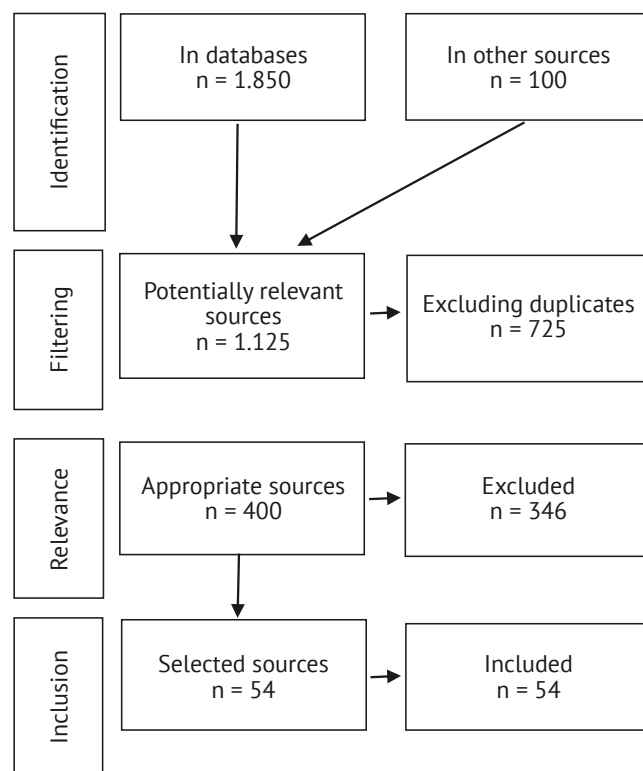 Identification
In databases
n = 1.850
In other sources
n = 100
Filtering
Potentially relevant
sources
n = 1.125
Excluding duplicates
n = 725
Relevance
Appropriate sources
n = 400
Excluded
n = 346
Inclusion
Selected sources
n = 54
Included
n = 54